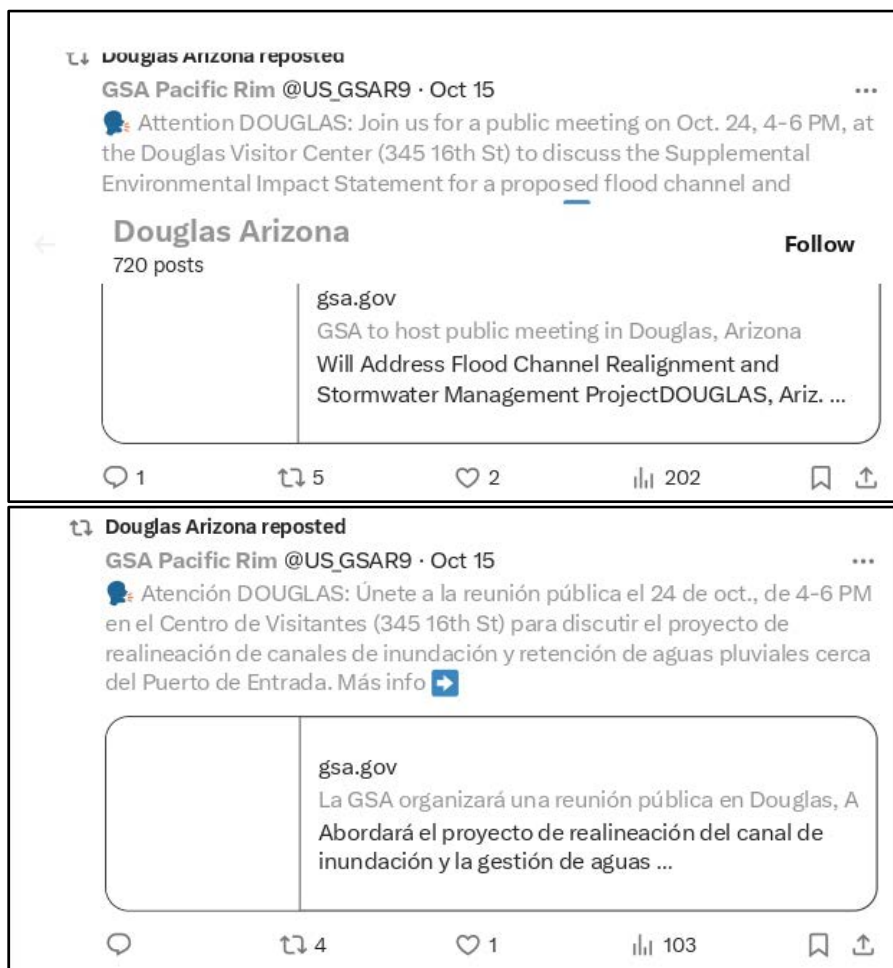 Douglas Arizona reposted
GSA Pacific Rim @US_GSAR9 · Oct 15
Attention DOUGLAS: Join us for a public meeting on Oct. 24, 4-6 PM, at
the Douglas Visitor Center (345 16th St) to discuss the Supplemental
Environmental Impact Statement for a proposed flood channel and
Douglas Arizona
720 posts
Follow
gsa.gov
GSA to host public meeting in Douglas, Arizona
Will Address Flood Channel Realignment and
Stormwater Management ProjectDOUGLAS, Ariz. ...
1 5 2 202
Douglas Arizona reposted
GSA Pacific Rim @US_GSAR9 · Oct 15
Atención DOUGLAS: Únete a la reunión pública el 24 de oct., de 4-6 PM
en el Centro de Visitantes (345 16th St) para discutir el proyecto de
realineación de canales de inundación y retención de aguas pluviales cerca
del Puerto de Entrada. Más info
gsa.gov
La GSA organizará una reunión pública en Douglas, A
Abordará el proyecto de realineación del canal de
inundación y la gestión de aguas ...
4 1 103